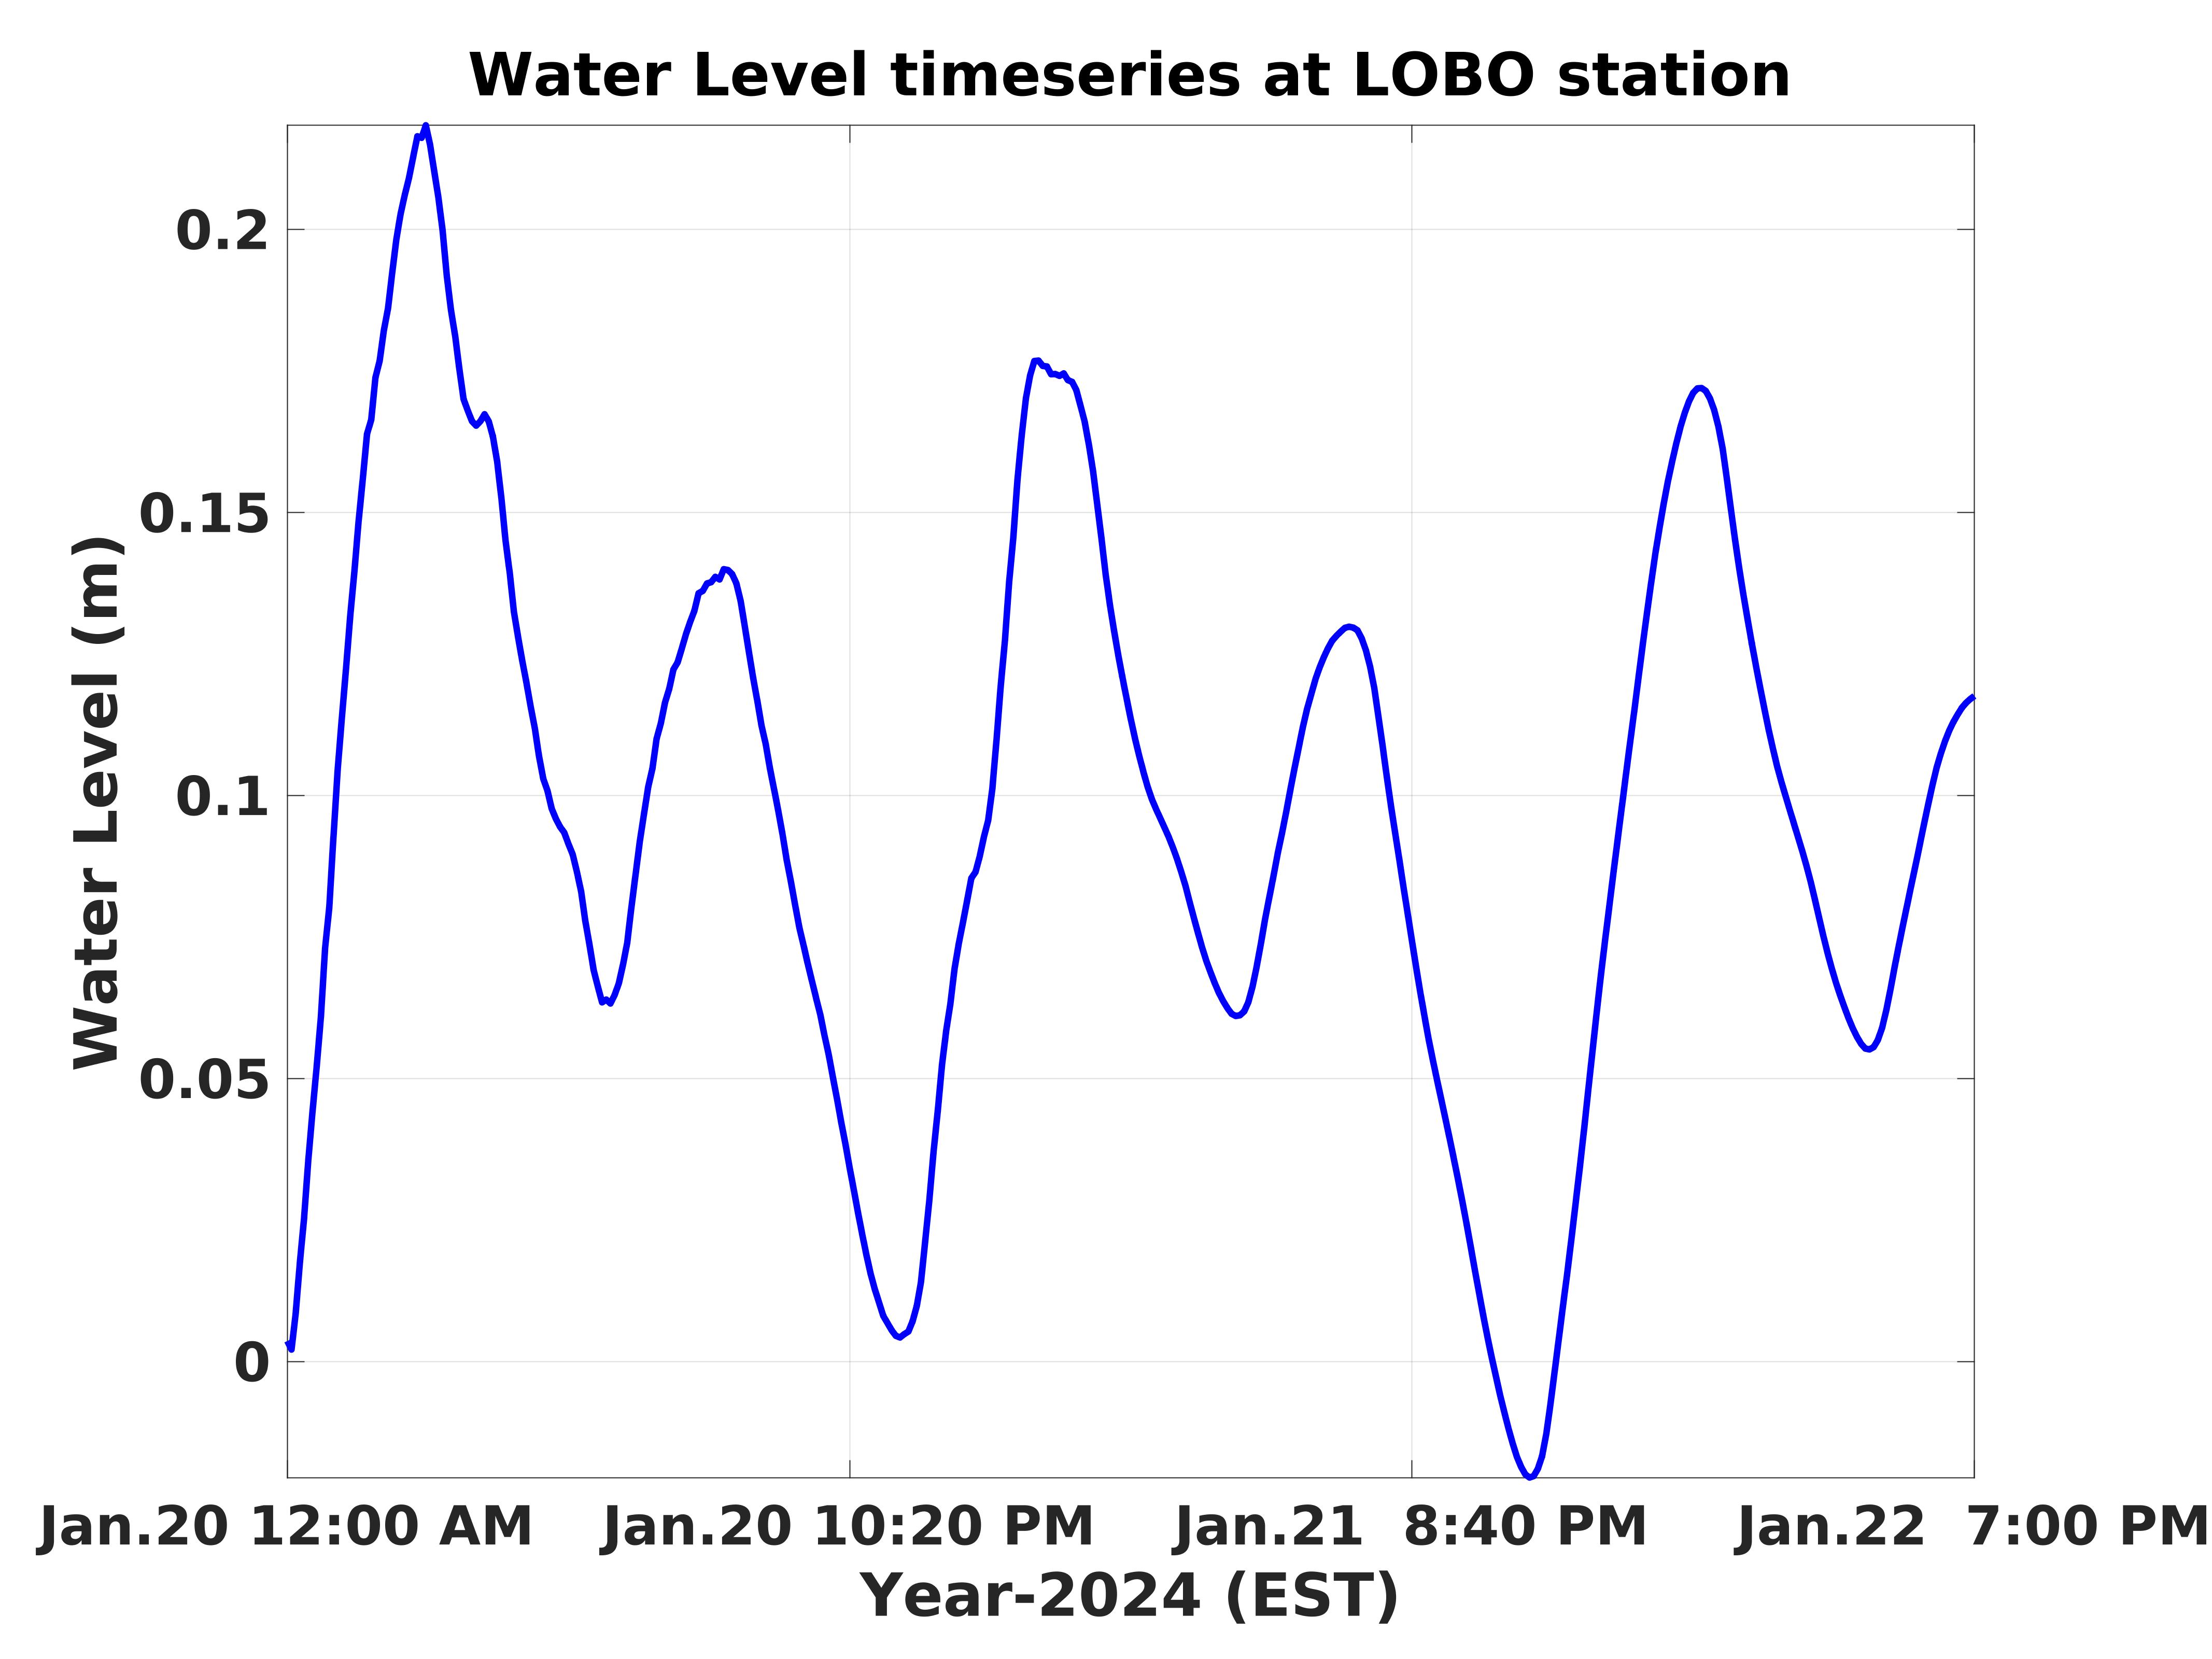 Water Level timeseries at LOBO station
Water Level (m)
0.2
0.15
0.1
0.05
0
Jan.20 12:00 AM
Jan.20 10:20 PM
Jan.21  8:40 PM
Jan.22  7:00 PM
Year-2024 (EST)